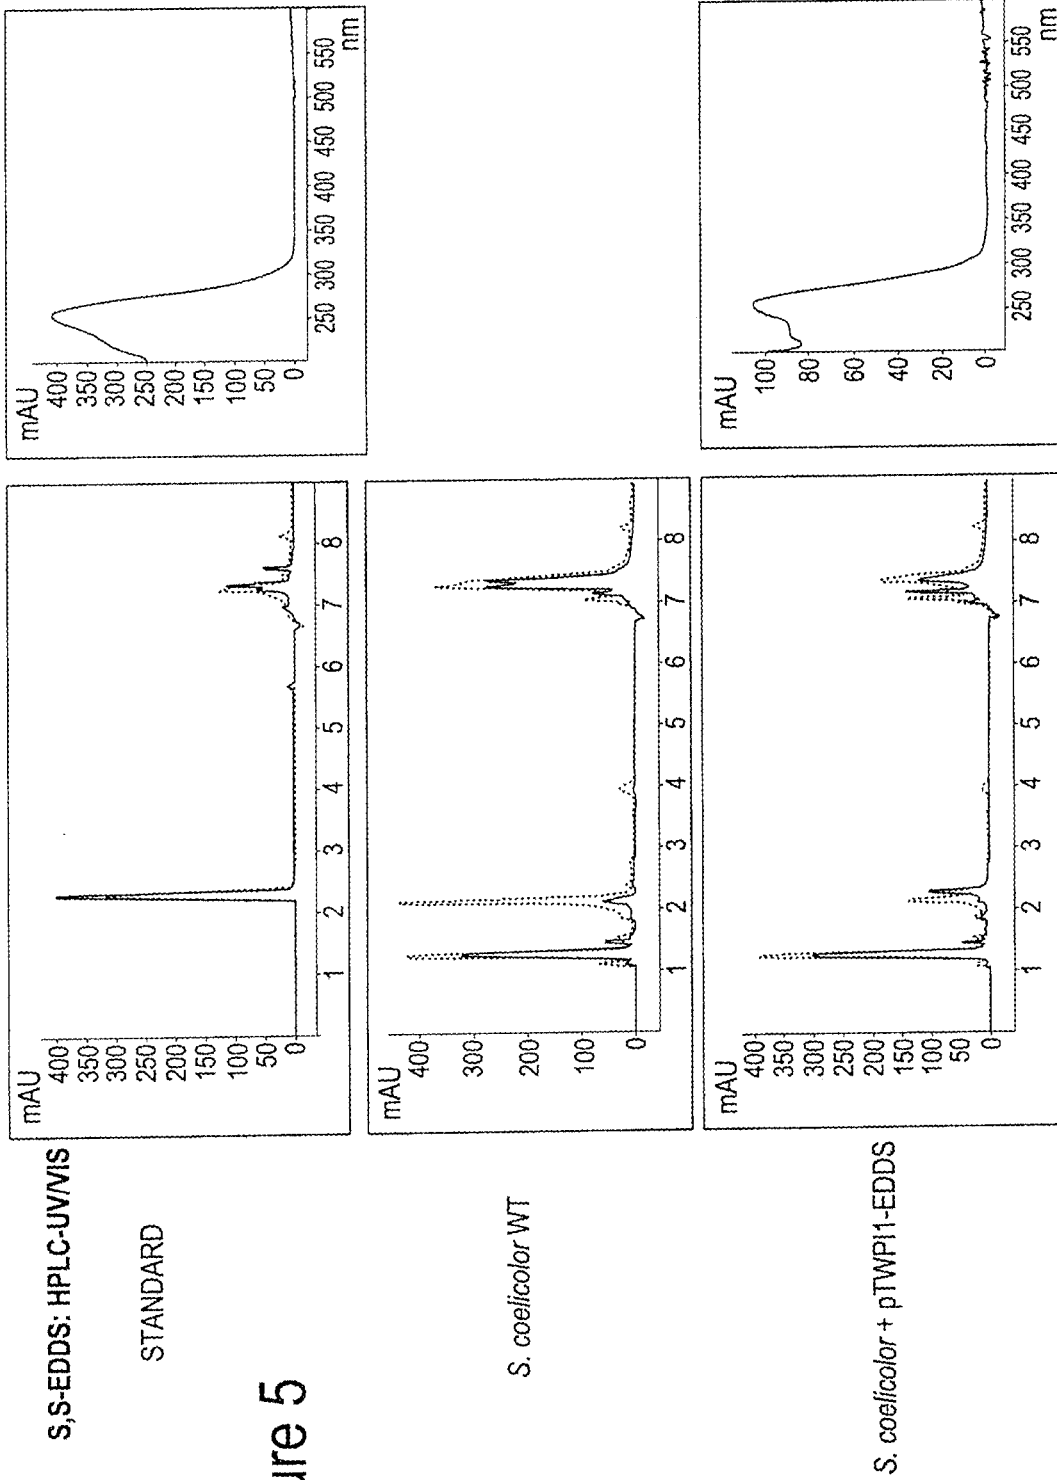 S,S-EDDS: HPLC-UV/VIS
STANDARD
mAU
400
350
300
250
200
150
100
50
0
1 2 3 4 5 6 7 8
mAU
400
350
300
250
200
150
100
50
0
250 300 350 400 450 500 550
nm
ure 5
S. coelicolor WT
mAU
400
300
200
100
0
1 2 3 4 5 6 7 8
S. coelicolor + pTWPI1-EDDS
mAU
400
350
300
250
200
150
100
50
0
1 2 3 4 5 6 7 8
mAU
100
80
60
40
20
0
250 300 350 400 450 500 550
nm